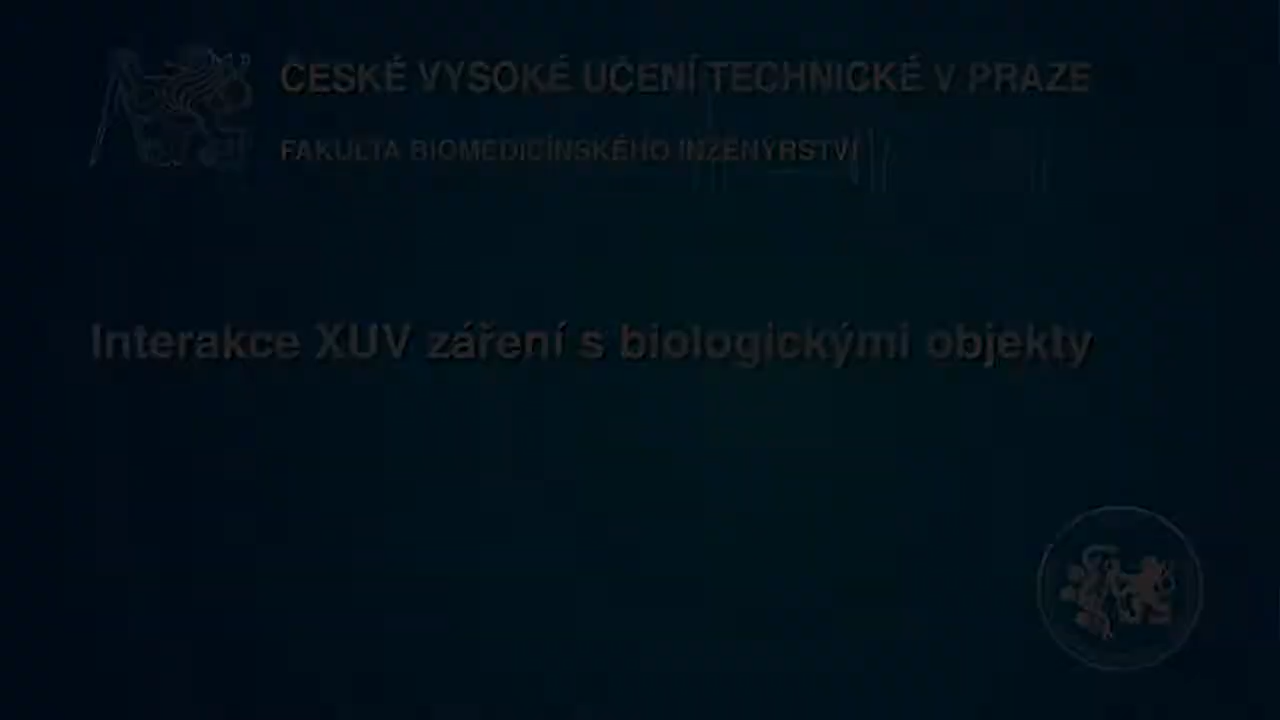 ČESKÉ VYSOKÉ UČENÍ TECHNICKÉ V PRAZE
FAKULTA BIOMEDICÍNSKÉHO INŽENÝRSTVÍ
Interakce XUV záření s biologickými objekty